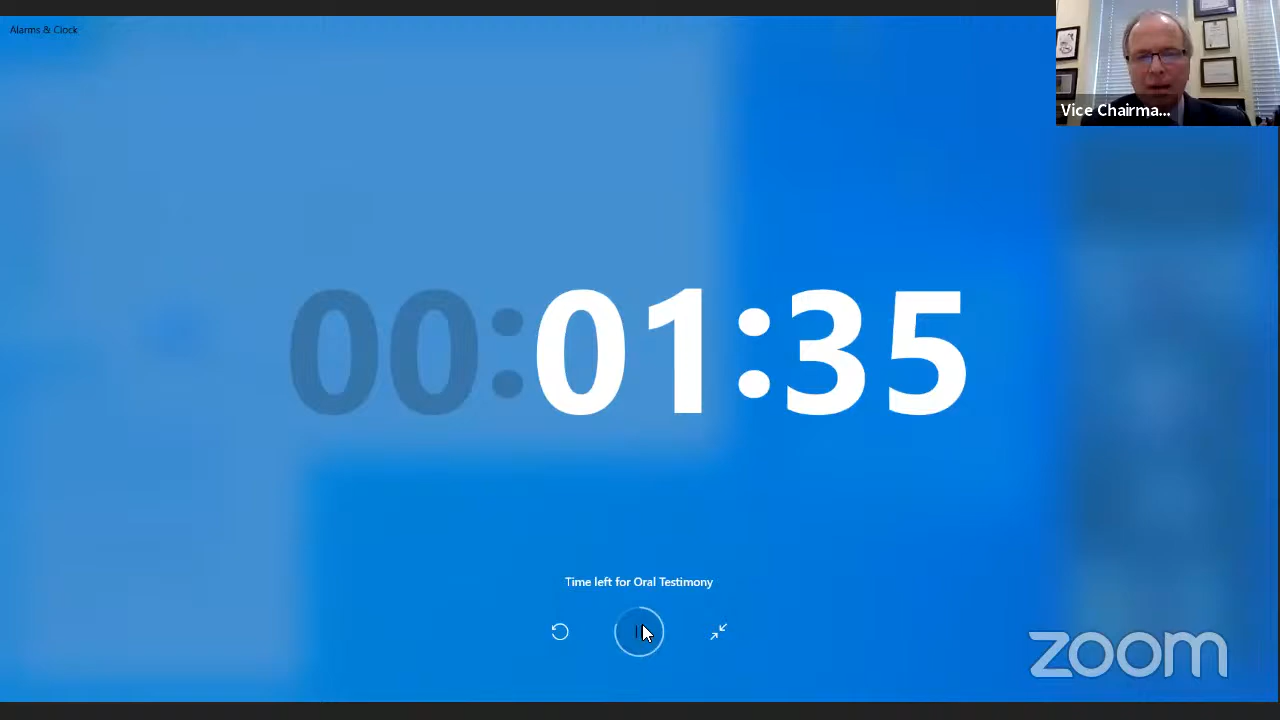 Alarms & Clock
Vice Chairma...
00:01:35
Time left for Oral Testimony
zoom